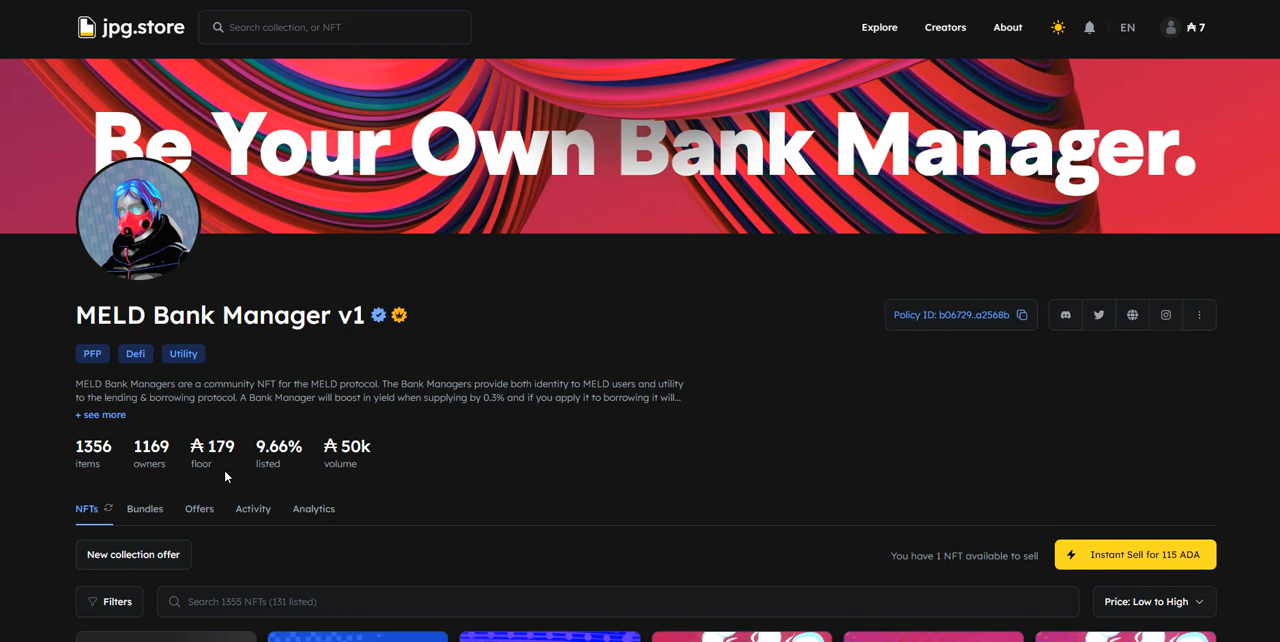 jpg.store
Search collection, or NFT
Explore
Creators
About
EN
₳ 7
Be Your Own Bank Manager.
MELD Bank Manager v1
Policy ID: b06729..a2568b
PFP
Defi
Utility
MELD Bank Managers are a community NFT for the MELD protocol. The Bank Managers provide both identity to MELD users and utility
to the lending & borrowing protocol. A Bank Manager will boost in yield when supplying by 0.3% and if you apply it to borrowing it will...
+ see more
1356 1169 ₳ 179 9.66% ₳ 50k
items owners floor listed volume
NFTs Bundles Offers Activity Analytics
New collection offer
You have 1 NFT available to sell
Instant Sell for 115 ADA
Filters
Search 1355 NFTs (131 listed)
Price: Low to High